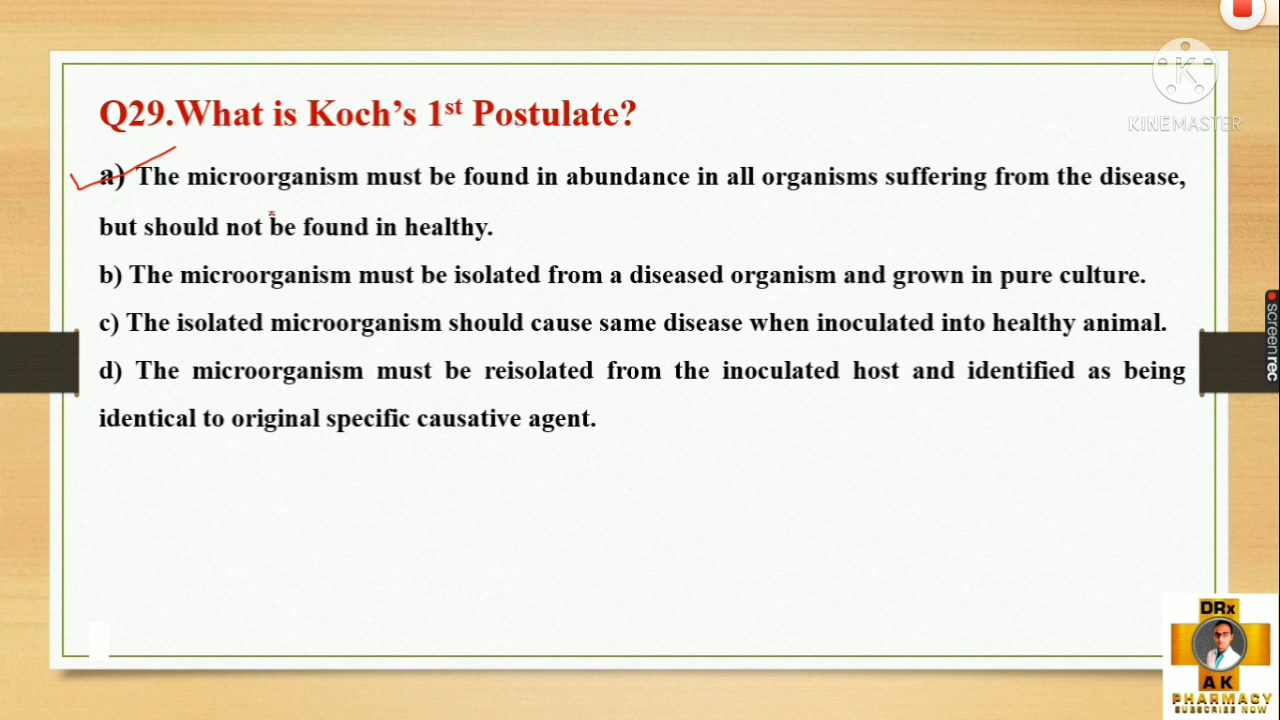 KINEMASTER
Q29.What is Koch's 1st Postulate?
a) The microorganism must be found in abundance in all organisms suffering from the disease,
but should not be found in healthy.
b) The microorganism must be isolated from a diseased organism and grown in pure culture.
c) The isolated microorganism should cause same disease when inoculated into healthy animal.
d) The microorganism must be reisolated from the inoculated host and identified as being
identical to original specific causative agent.
screenrec
DRx
AK
PHARMACY
SUBSCRIBE NOW